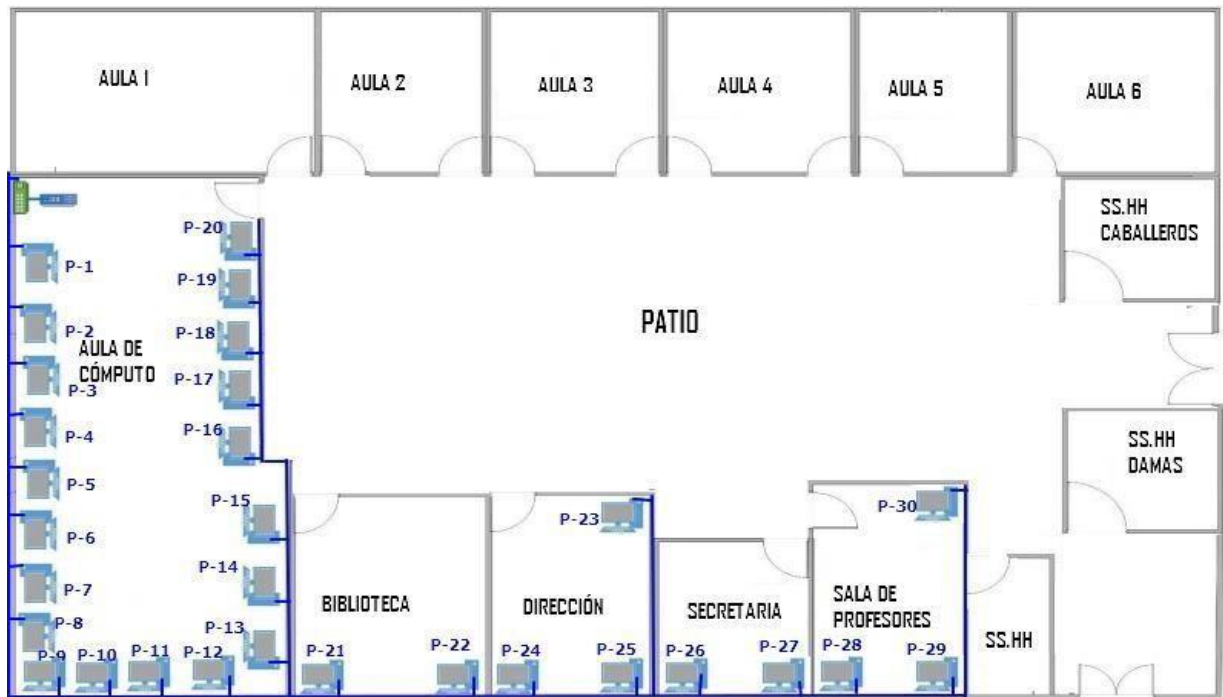 AULA 1
AULA 2
AULA 3
AULA 4
AULA 5
AULA 6
SS.HH
CABALLEROS
P-20
P-1
P-19
P-2
P-18
PATIO
AULA DE
CÓMPUTO
P-3
P-17
P-4
P-16
SS.HH
DAMAS
P-5
P-15
P-30
P-23
P-6
P-14
P-7
BIBLIOTECA
DIRECCIÓN
SECRETARIA
SALA DE
PROFESORES
P-8
P-13
SS.HH
P-9
P-10
P-11
P-12
P-21
P-22
P-24
P-25
P-26
P-27
P-28
P-29